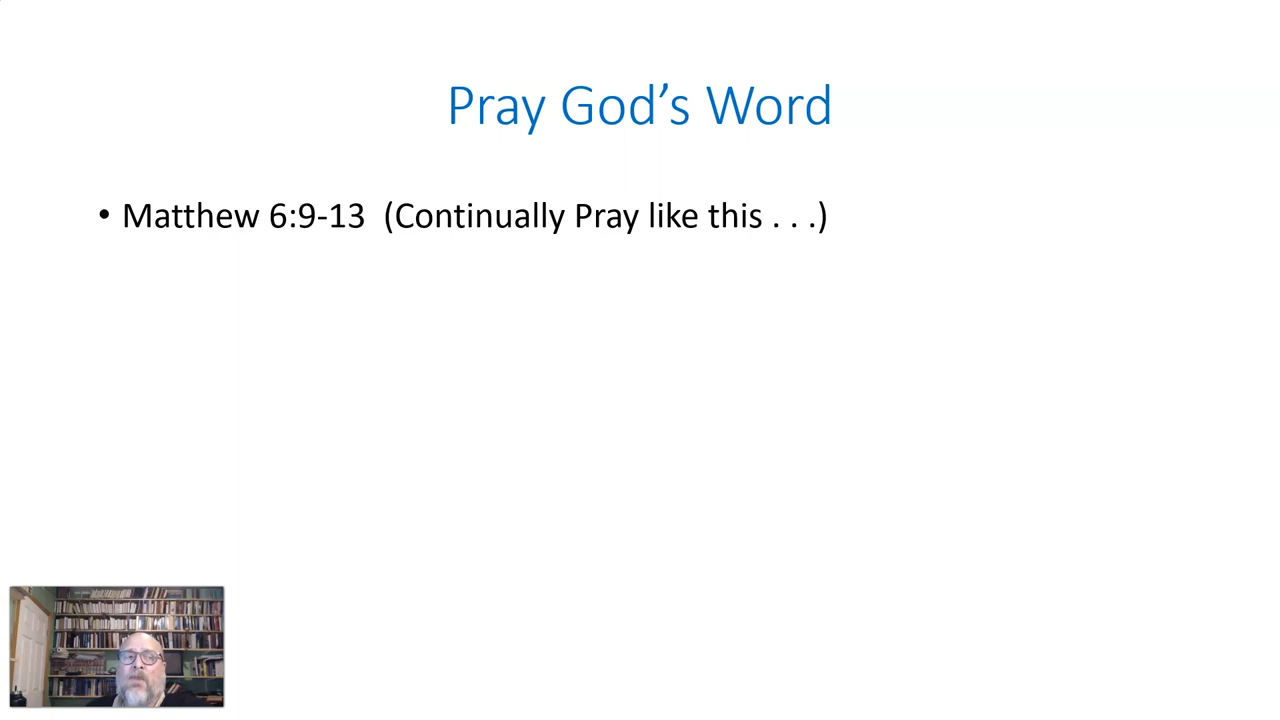 Pray God’s Word
• Matthew 6:9-13  (Continually Pray like this . . .)